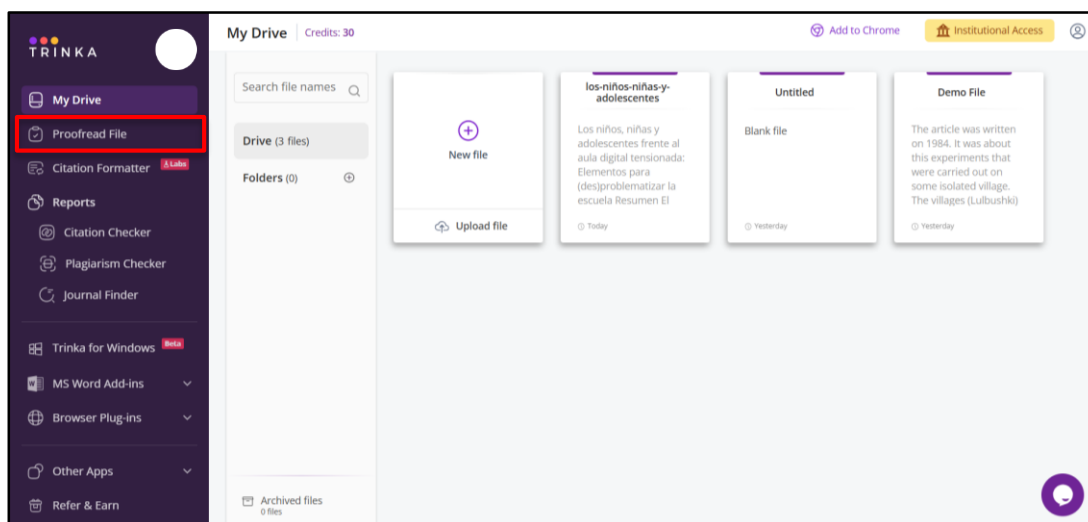 TRINKA
My Drive
Proofread File
Citation Formatter Labs
Reports
Citation Checker
Plagiarism Checker
Journal Finder
Trinka for Windows Beta
MS Word Add-ins
Browser Plug-ins
Other Apps
Refer & Earn
My Drive Credits: 30
Add to Chrome
Institutional Access
Search file names
Drive (3 files)
Folders (0)
Archived files
0 files
New file
Upload file
los-niños-niñas-y-
adolescentes
Los niños, niñas y
adolescentes frente al
aula digital tensionada:
Elementos para
(des)problematizar la
escuela Resumen El
Today
Untitled
Blank file
Yesterday
Demo File
The article was written
on 1984. It was about
this experiments that
were carried out on
some isolated village.
The villages (Lulbushki)
Yesterday